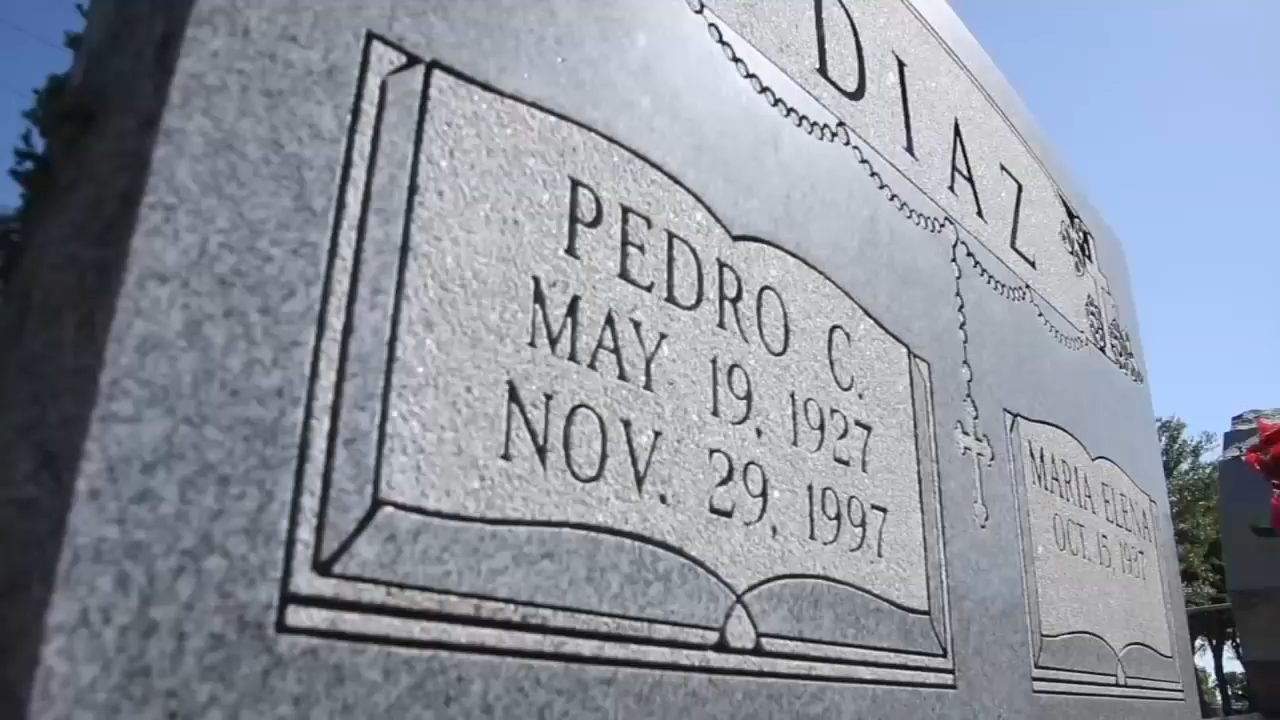 DIAZ
PEDRO C.
MAY 19, 1927
NOV. 29, 1997
MARIA ELENA
OCT. 15, 1937